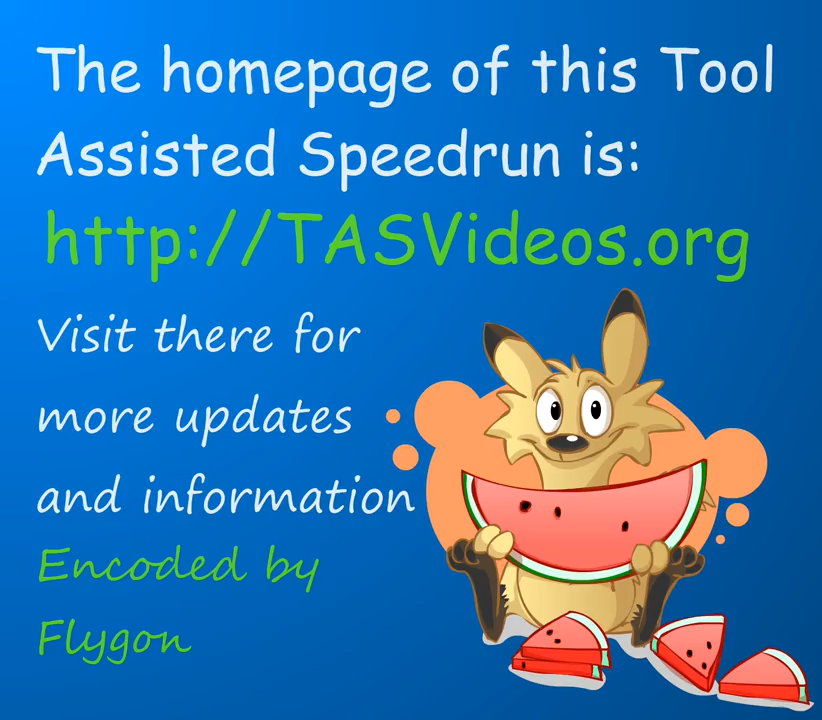 The homepage of this Tool
Assisted Speedrun is:
http://TASVideos.org
Visit there for
more updates
and information
Encoded by
Flygon